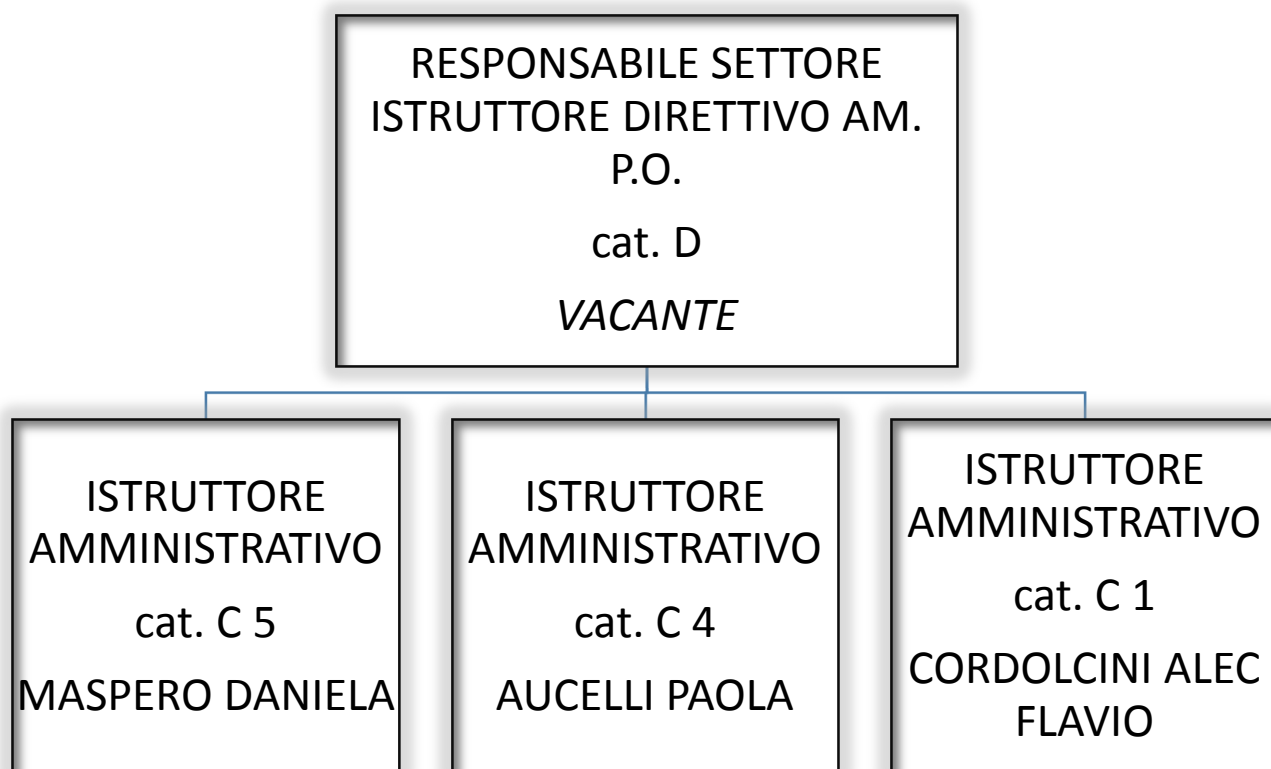 RESPONSABILE SETTORE
ISTRUTTORE DIRETTIVO AM.
P.O.
cat. D
VACANTE
ISTRUTTORE
AMMINISTRATIVO
cat. C 5
MASPERO DANIELA
ISTRUTTORE
AMMINISTRATIVO
cat. C 4
AUCELLI PAOLA
ISTRUTTORE
AMMINISTRATIVO
cat. C 1
CORDOLCINI ALEC
FLAVIO